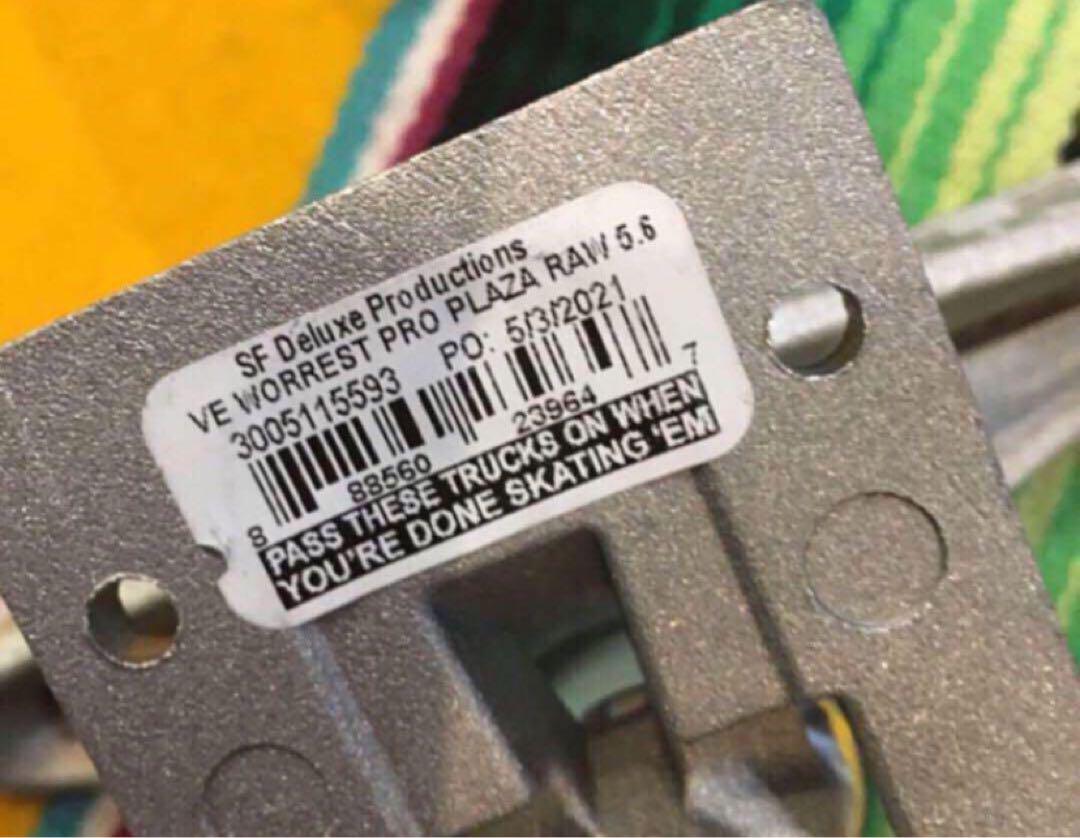 SF Deluxe Productions
VE WORREST PRO PLAZA RAW 5.6
3005115593 PO: 5/3/2021
8 88560 23964 7
PASS THESE TRUCKS ON WHEN
YOU'RE DONE SKATING 'EM